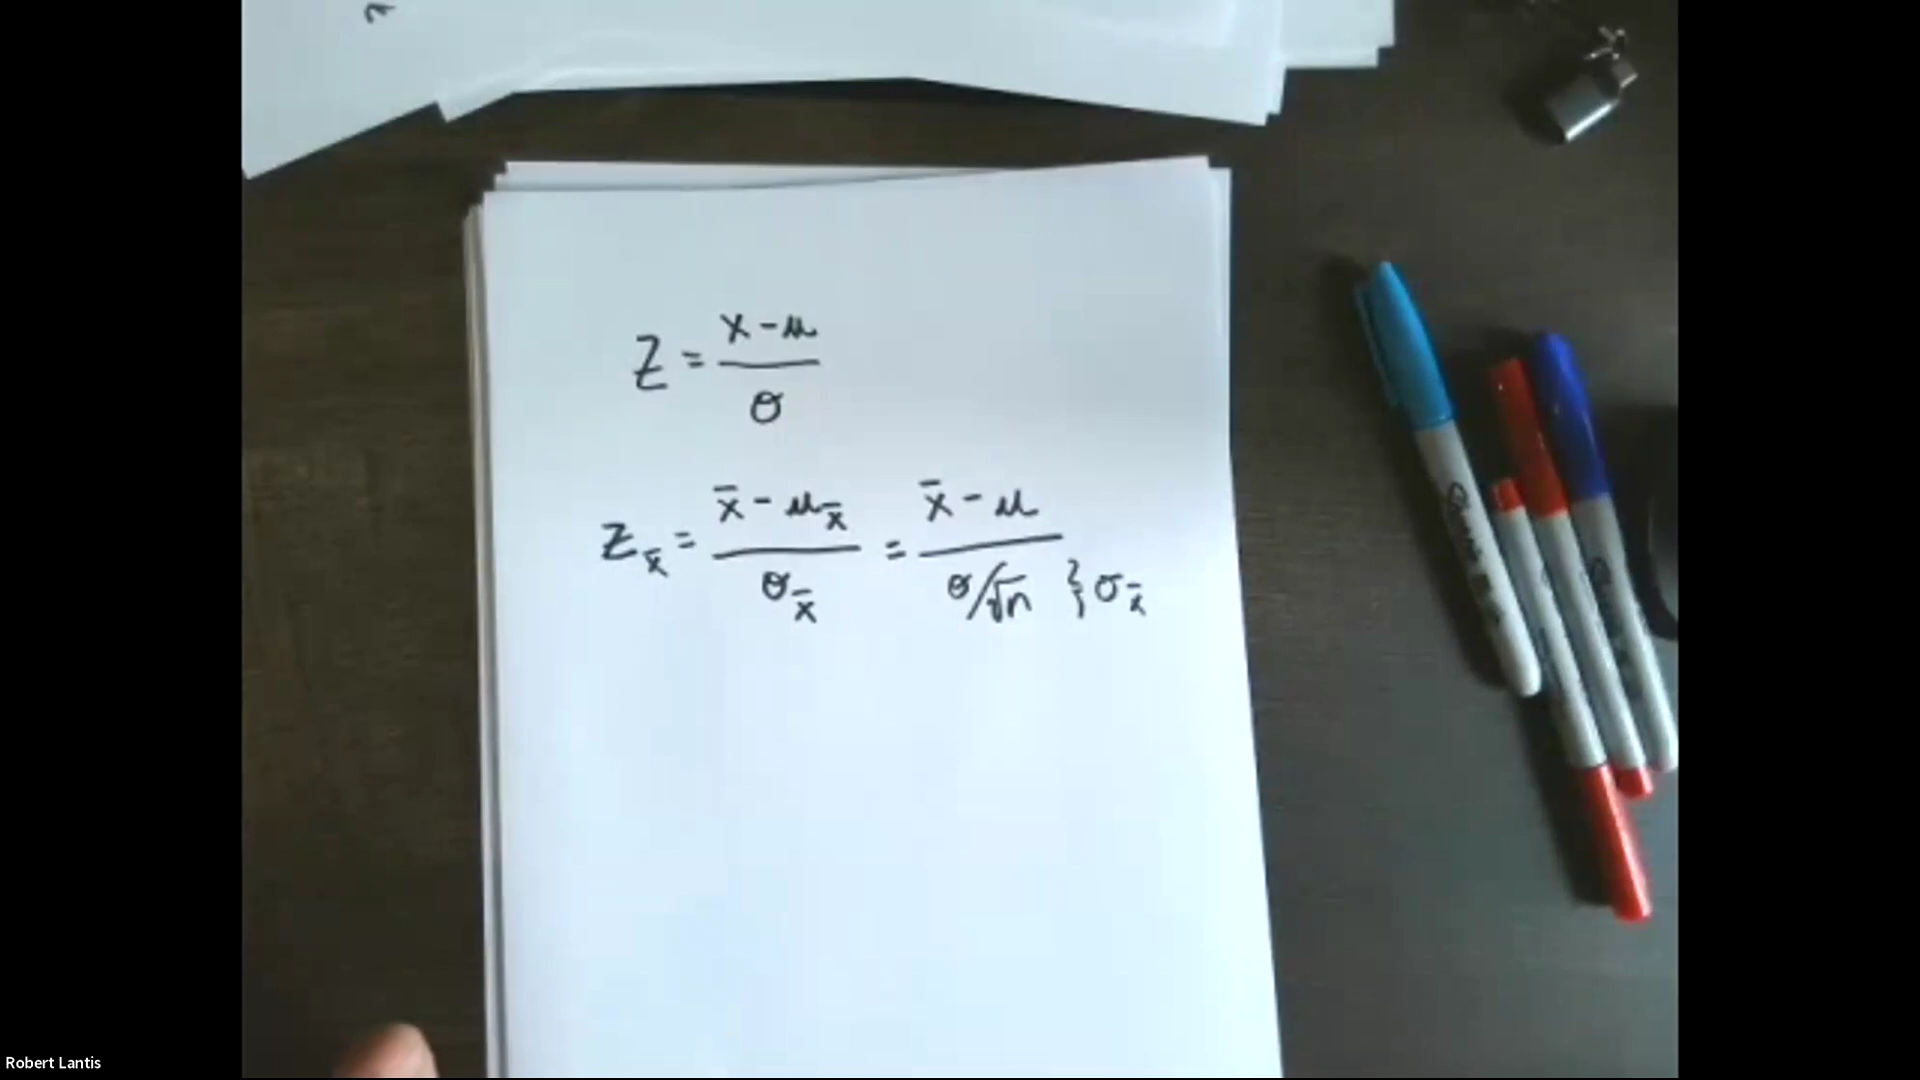 Z = (x - μ) / σ
Z_x̄ = (x̄ - μ_x̄) / σ_x̄ = (x̄ - μ) / (σ/√n) } σ_x̄
Robert Lantis